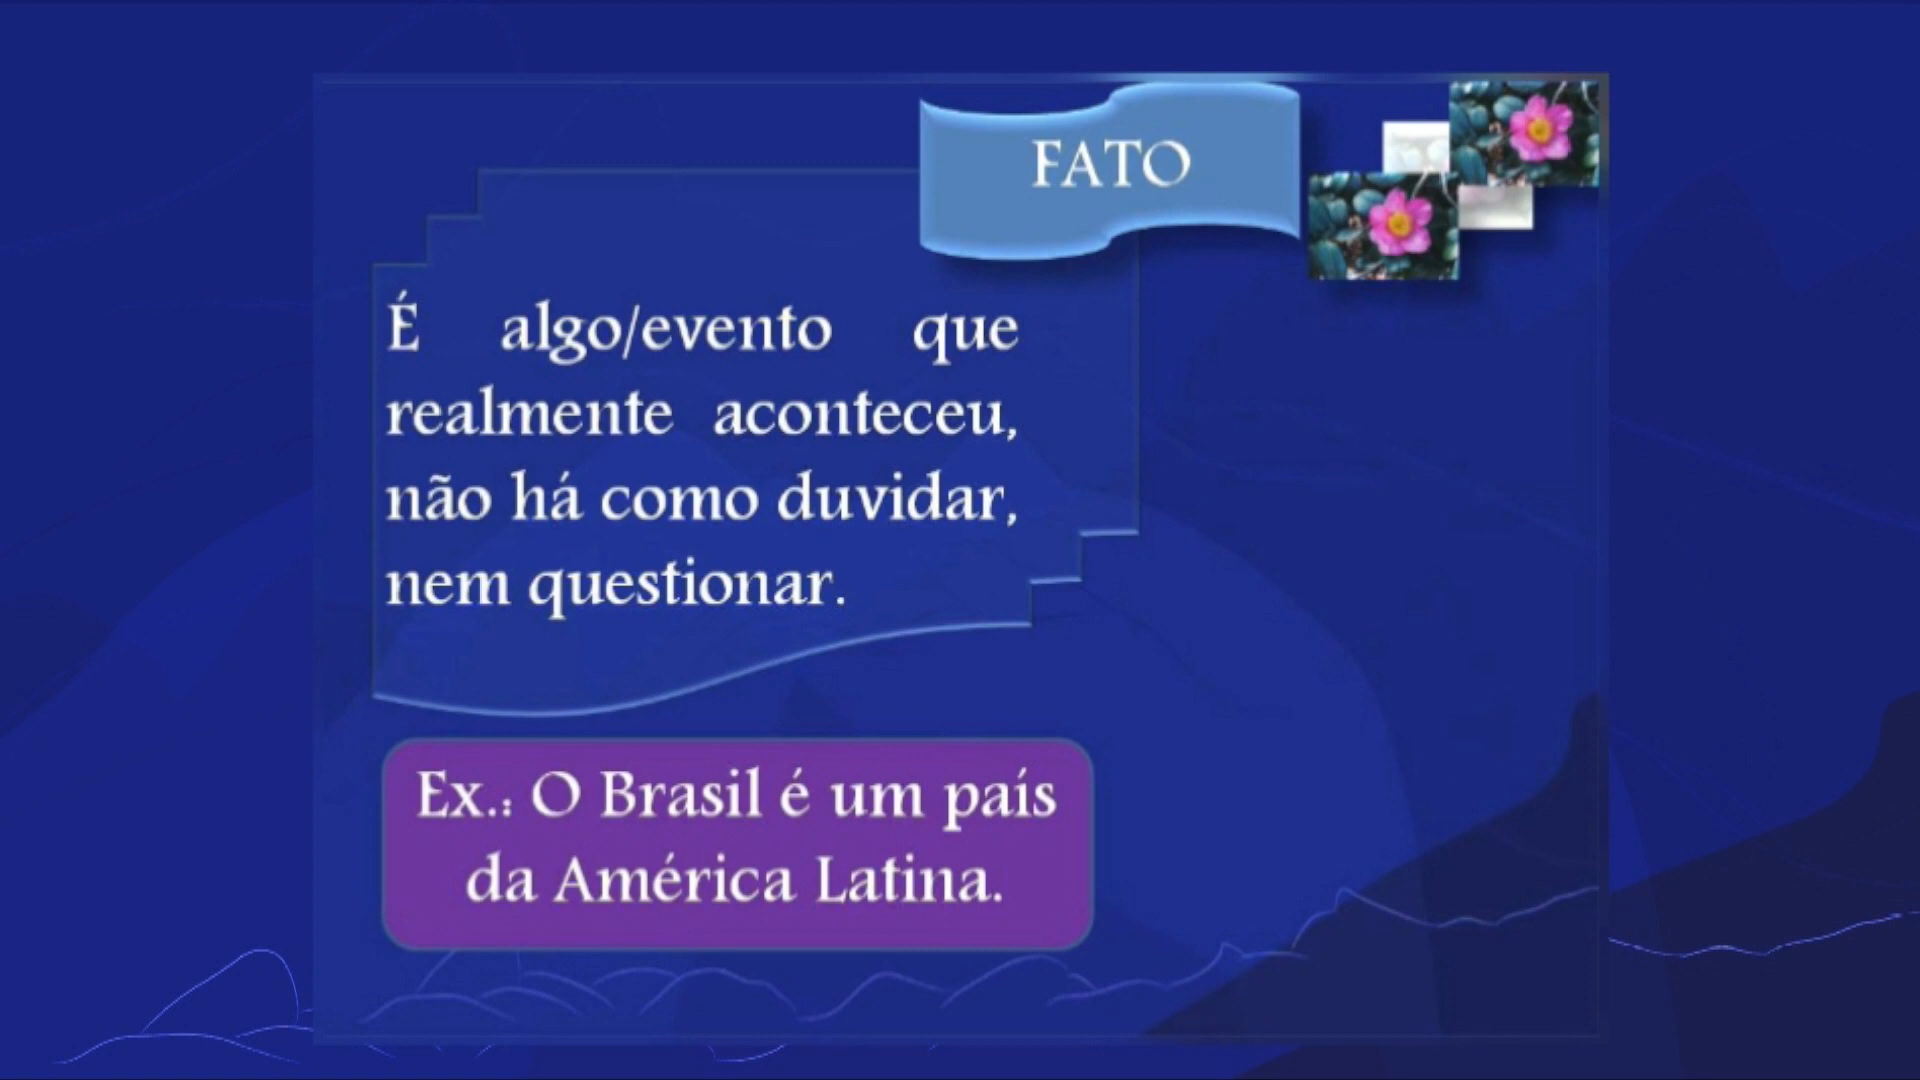 FATO
É algo/evento que
realmente aconteceu,
não há como duvidar,
nem questionar.
Ex.: O Brasil é um país
da América Latina.